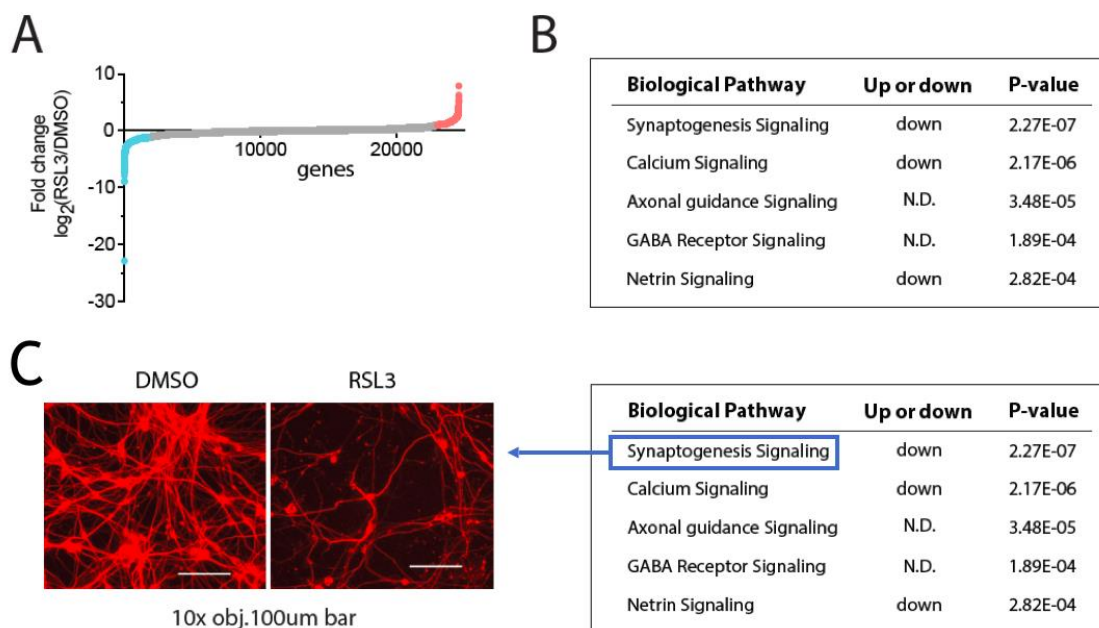 A
Fold change
log2(RSL3/DMSO)
10
0
-10
-20
-30
10000
20000
genes
B
Biological Pathway Up or down P-value
Synaptogenesis Signaling down 2.27E-07
Calcium Signaling down 2.17E-06
Axonal guidance Signaling N.D. 3.48E-05
GABA Receptor Signaling N.D. 1.89E-04
Netrin Signaling down 2.82E-04
C
DMSO
RSL3
10x obj.100um bar
Biological Pathway Up or down P-value
Synaptogenesis Signaling down 2.27E-07
Calcium Signaling down 2.17E-06
Axonal guidance Signaling N.D. 3.48E-05
GABA Receptor Signaling N.D. 1.89E-04
Netrin Signaling down 2.82E-04